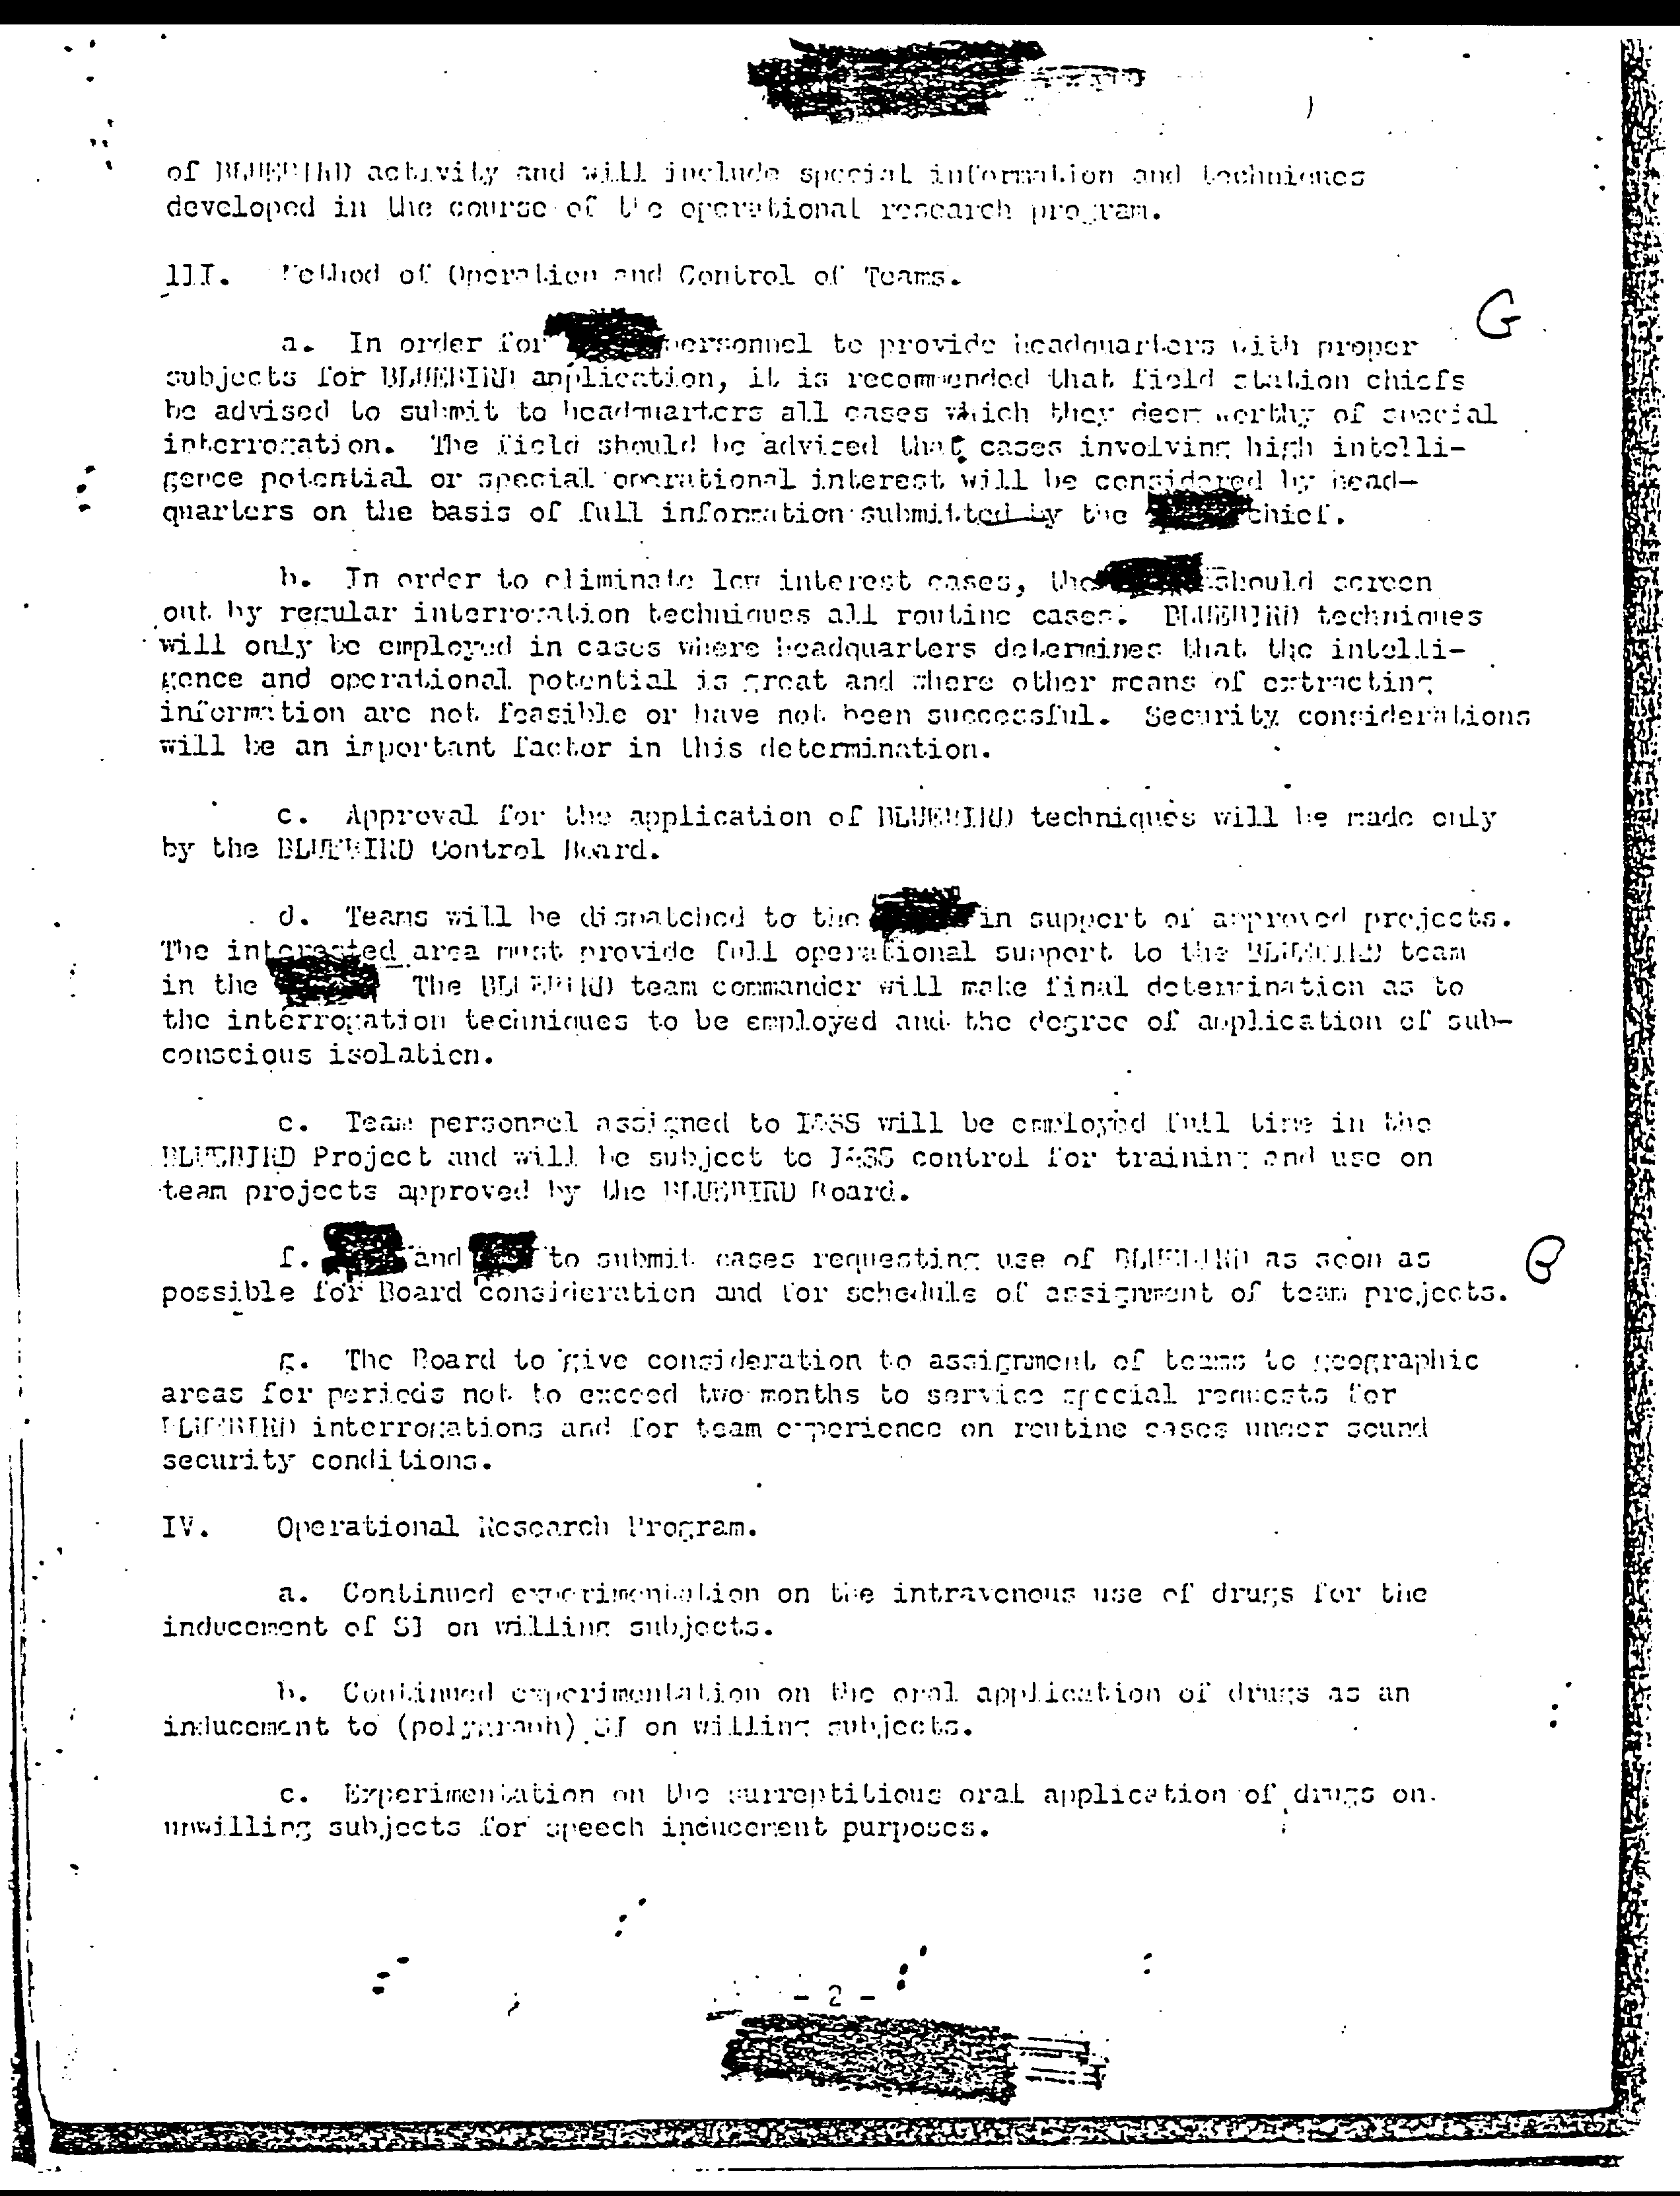 of BLUEBIRD activity and will include special information and techniques
developed in the course of the operational research program.
III. Method of Operation and Control of Teams.
G
a. In order for personnel to provide headquarters with proper
subjects for BLUEBIRD application, it is recommended that field station chiefs
be advised to submit to headquarters all cases which they deem worthy of special
interrogation. The field should be advised that cases involving high intelli-
gence potential or special operational interest will be considered by head-
quarters on the basis of full information submitted by the chief.
b. In order to eliminate low interest cases, the should screen
out by regular interrogation techniques all routine cases. BLUEBIRD techniques
will only be employed in cases where headquarters determines that the intelli-
gence and operational potential is great and where other means of extracting
information are not feasible or have not been successful. Security considerations
will be an important factor in this determination.
c. Approval for the application of BLUEBIRD techniques will be made only
by the BLUEBIRD Control Board.
d. Teams will be dispatched to the in support of approved projects.
The interested area must provide full operational support to the BLUEBIRD team
in the The BLUEBIRD team commander will make final determination as to
the interrogation techniques to be employed and the degree of application of sub-
conscious isolation.
e. Team personnel assigned to I&SS will be employed full time in the
BLUEBIRD Project and will be subject to I&SS control for training and use on
team projects approved by the BLUEBIRD Board.
f. and to submit cases requesting use of BLUEBIRD as soon as
possible for Board consideration and for schedule of assignment of team projects.
g. The Board to give consideration to assignment of teams to geographic
areas for periods not to exceed two months to service special requests for
BLUEBIRD interrogations and for team experience on routine cases under sound
security conditions.
IV. Operational Research Program.
a. Continued experimentation on the intravenous use of drugs for the
inducement of SI on willing subjects.
b. Continued experimentation on the oral application of drugs as an
inducement to (polygraph) SI on willing subjects.
c. Experimentation on the surreptitious oral application of drugs on
unwilling subjects for speech inducement purposes.
- 2 -